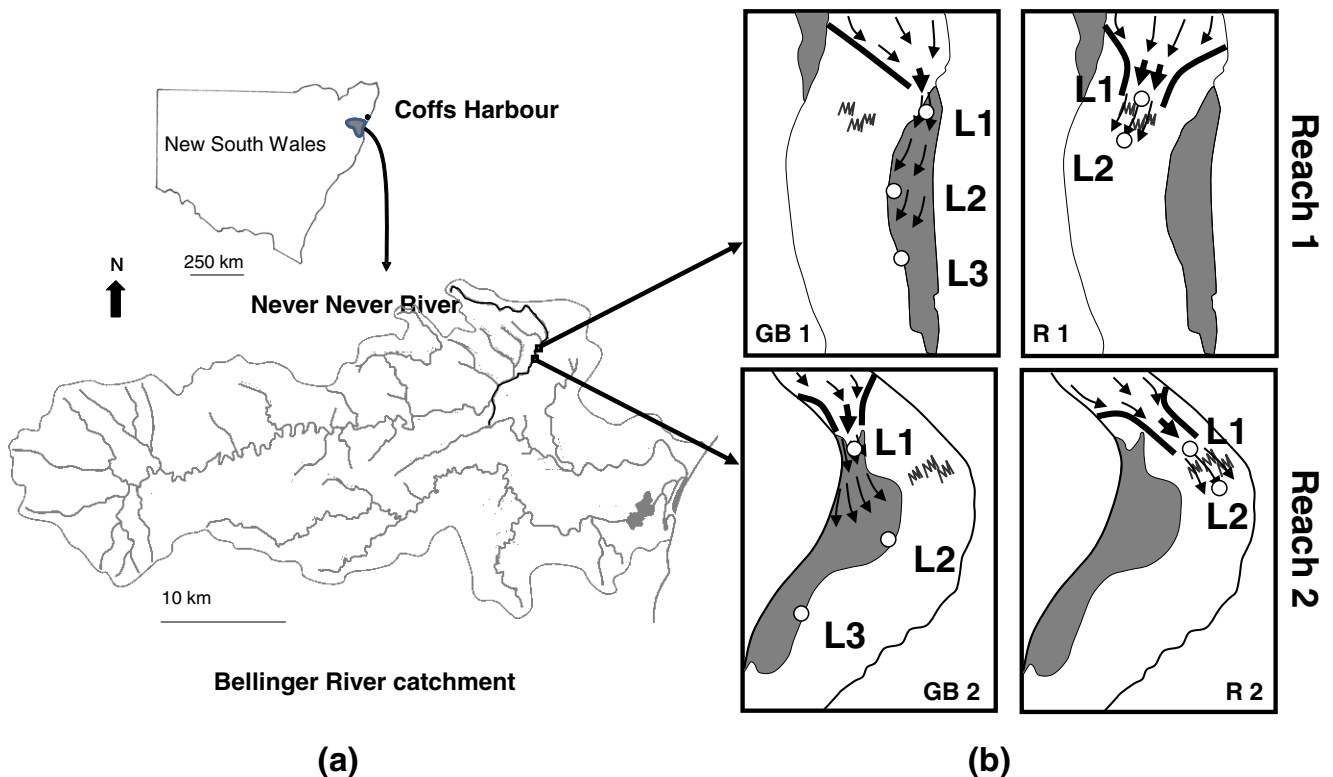 Coffs Harbour
New South Wales
250 km
N
Never Never River
10 km
Bellinger River catchment
(a)
L1
L2
L3
GB 1
L1
L2
R 1
Reach 1
L1
L2
L3
GB 2
L1
L2
R 2
Reach 2
(b)